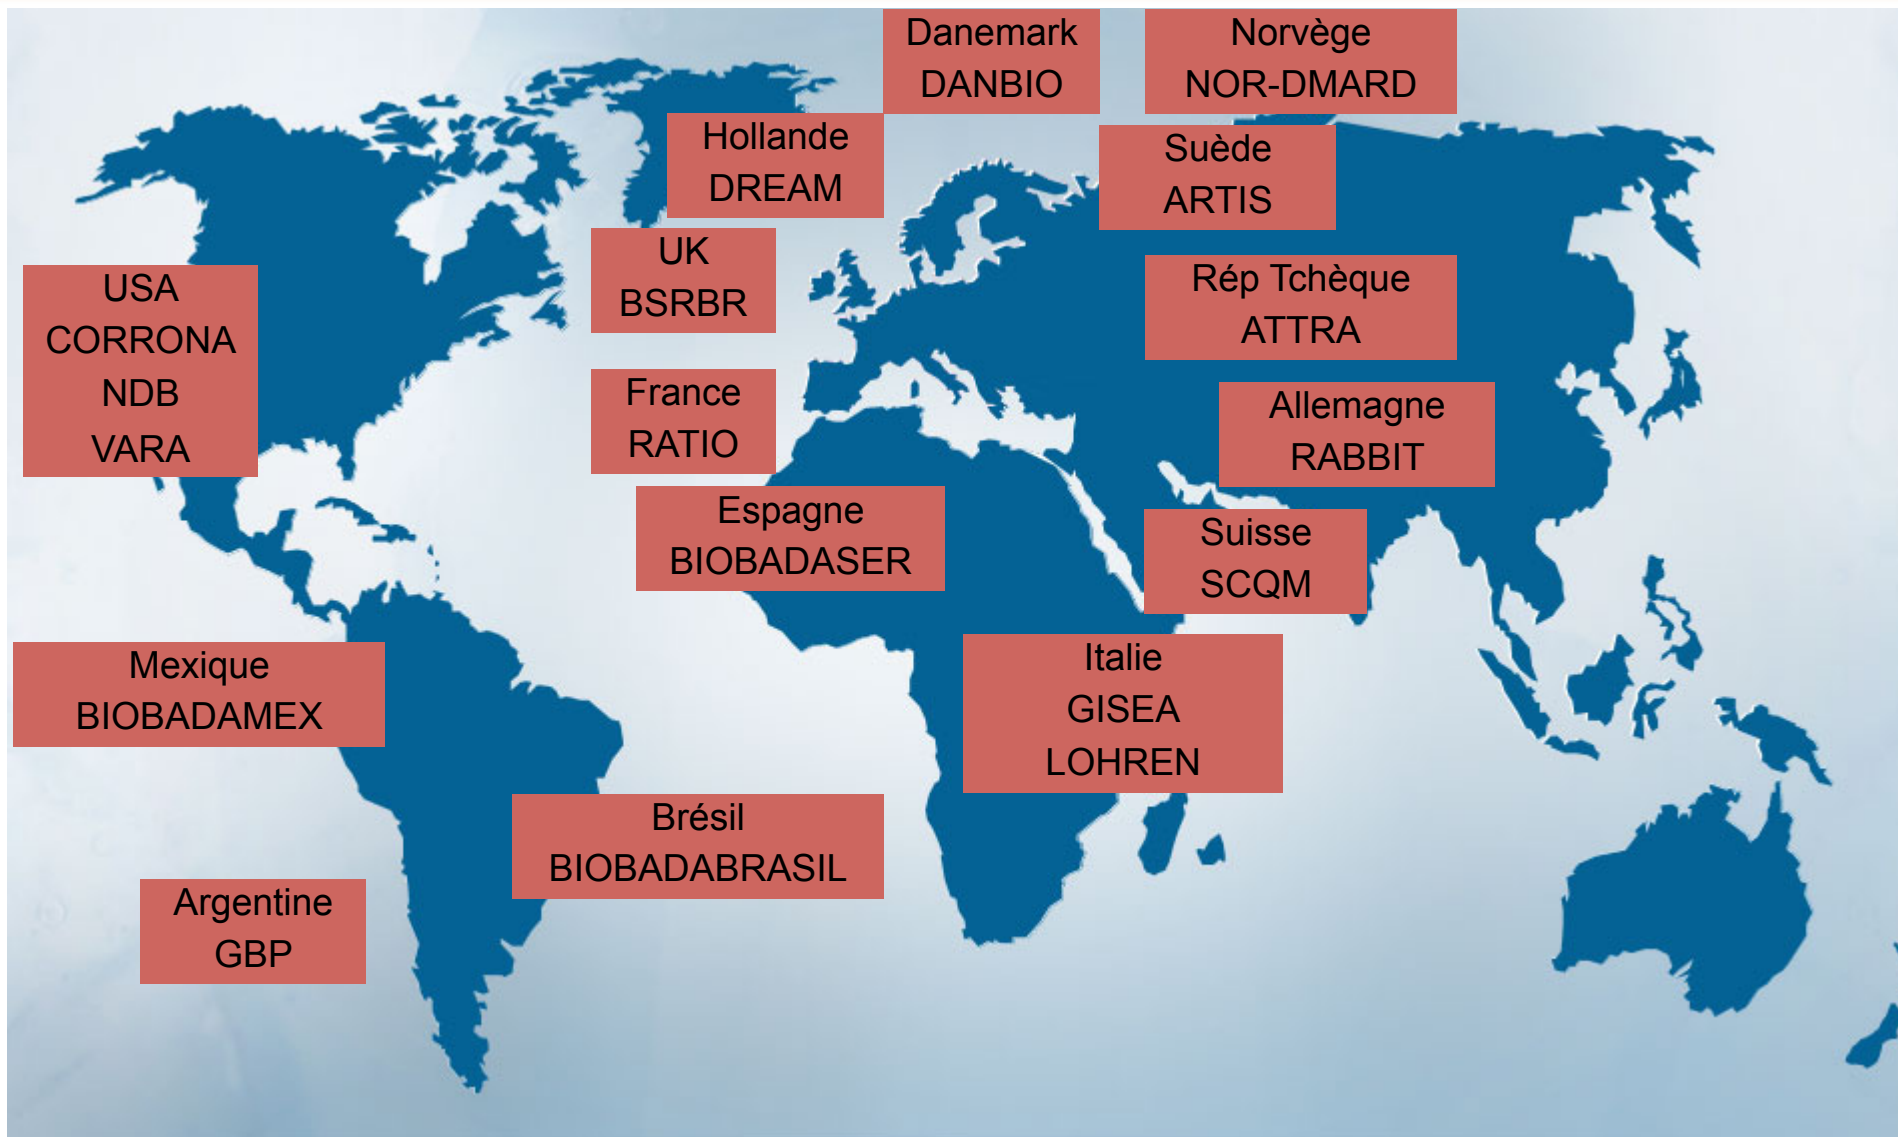 Danemark
DANBIO
Norvège
NOR-DMARD
Hollande
DREAM
Suède
ARTIS
UK
BSRBR
USA
CORRONA
NDB
VARA
Rép Tchèque
ATTRA
France
RATIO
Allemagne
RABBIT
Espagne
BIOBADASER
Suisse
SCQM
Mexique
BIOBADAMEX
Italie
GISEA
LOHREN
Brésil
BIOBADABRASIL
Argentine
GBP